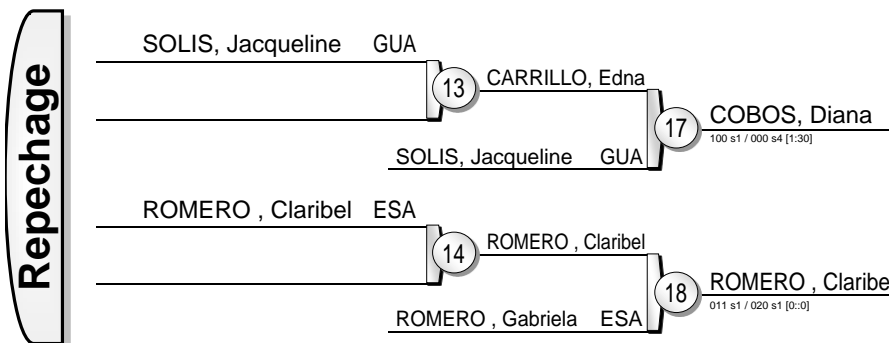 Repechage
SOLIS, Jacqueline GUA
13
CARRILLO, Edna
SOLIS, Jacqueline GUA
17
COBOS, Diana
100 s1 / 000 s4 [1:30]
ROMERO , Claribel ESA
14
ROMERO , Claribel
ROMERO , Gabriela ESA
18
ROMERO , Claribe
011 s1 / 020 s1 [0::0]